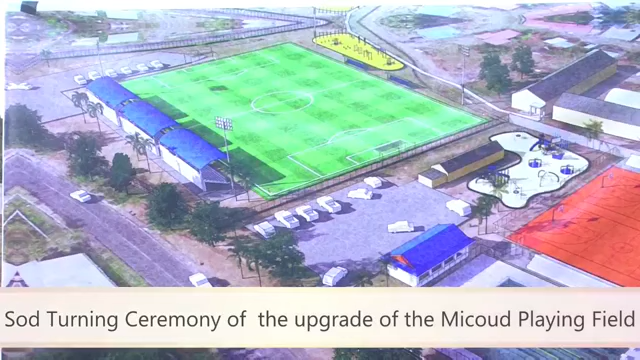 Sod Turning Ceremony of the upgrade of the Micoud Playing Field